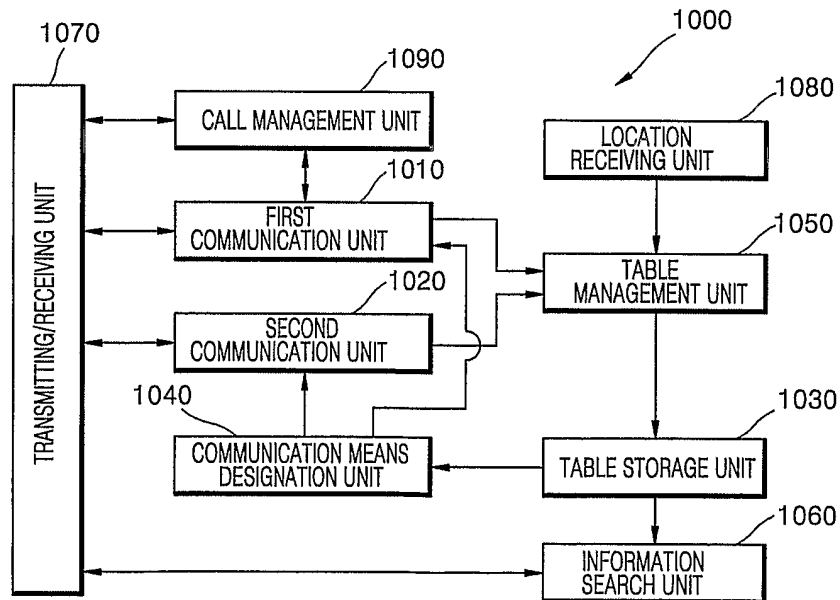 1000
1070
TRANSMITTING/RECEIVING UNIT
1090
CALL MANAGEMENT UNIT
1080
LOCATION
RECEIVING UNIT
1010
FIRST
COMMUNICATION UNIT
1050
TABLE
MANAGEMENT UNIT
1020
SECOND
COMMUNICATION UNIT
1040
COMMUNICATION MEANS
DESIGNATION UNIT
1030
TABLE STORAGE UNIT
1060
INFORMATION
SEARCH UNIT